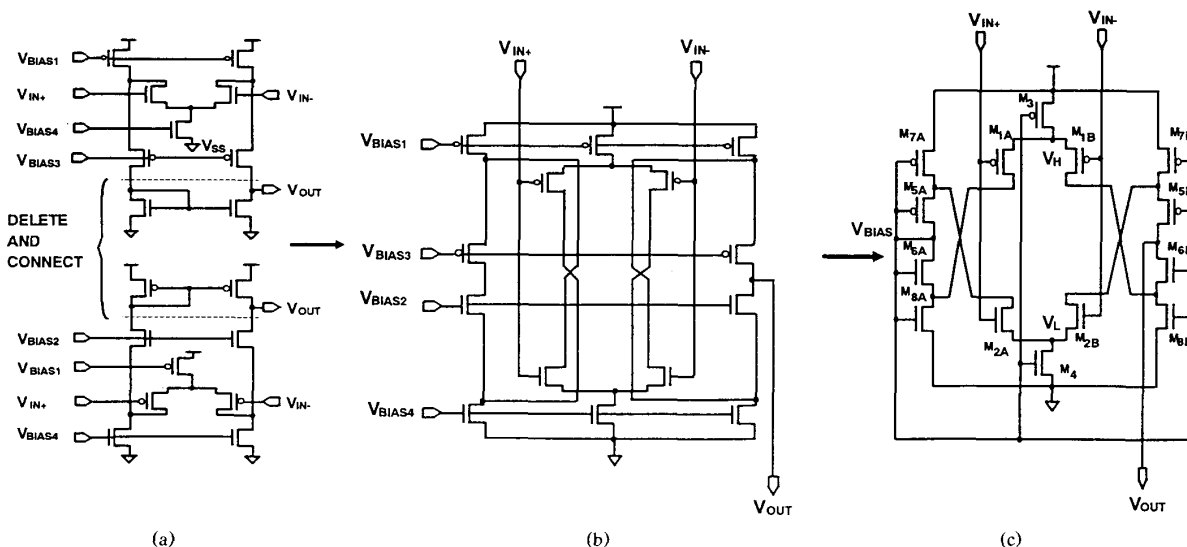 VBIAS1
VIN+
VIN-
VBIAS4
VSS
VBIAS3
VOUT
DELETE
AND
CONNECT
VOUT
VBIAS2
VBIAS1
VIN+
VIN-
VBIAS4
(a)
VIN+
VIN-
VBIAS1
VBIAS3
VBIAS2
VBIAS4
VOUT
(b)
VIN+
VIN-
M3
M7A
M1A
M1B
VH
M5A
VBIAS
M6A
M8A
VL
M2A
M2B
M4
VOUT
(c)